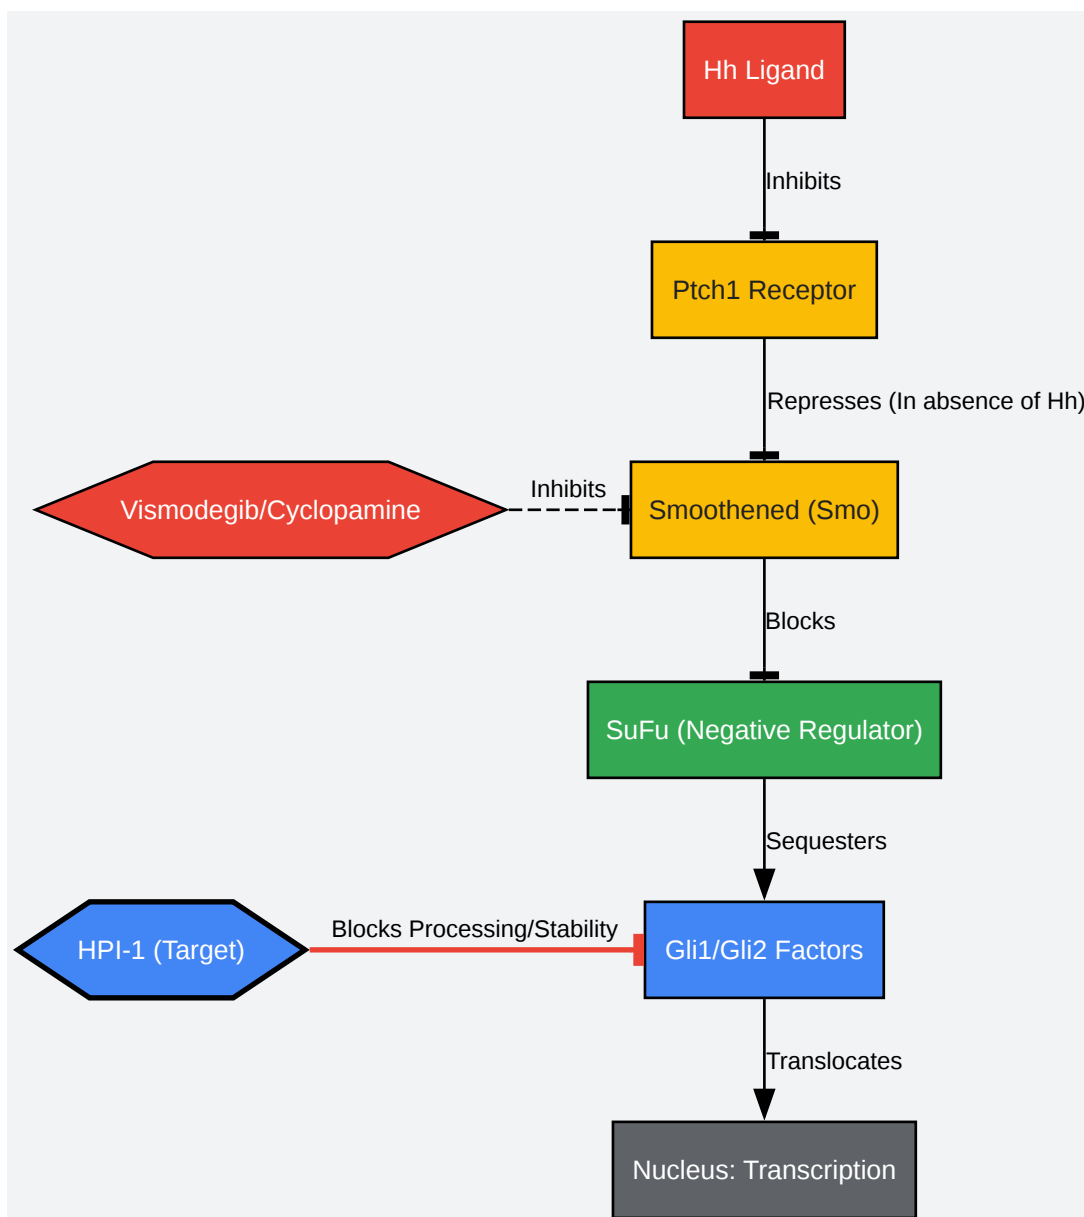 Hh Ligand
Inhibits
Ptch1 Receptor
Represses (In absence of Hh)
Vismodegib/Cyclopamine
Inhibits
Smoothened (Smo)
Blocks
SuFu (Negative Regulator)
Sequesters
HPI-1 (Target)
Blocks Processing/Stability
Gli1/Gli2 Factors
Translocates
Nucleus: Transcription